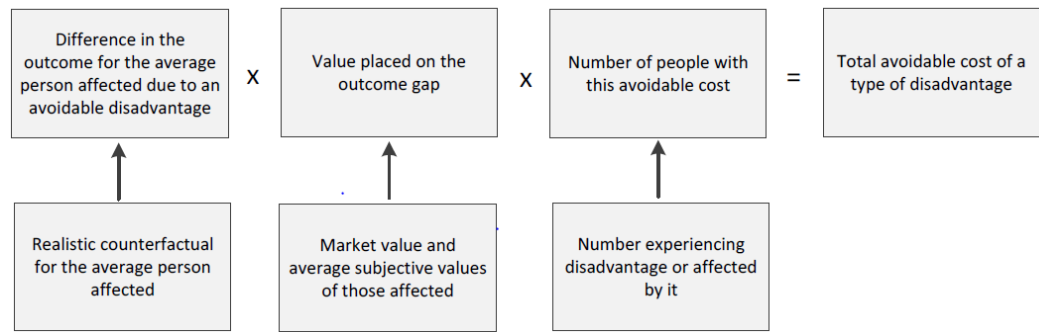 Difference in the
outcome for the average
person affected due to an
avoidable disadvantage
x
Value placed on the
outcome gap
x
Number of people with
this avoidable cost
=
Total avoidable cost of a
type of disadvantage
Realistic counterfactual
for the average person
affected
Market value and
average subjective values
of those affected
Number experiencing
disadvantage or affected
by it